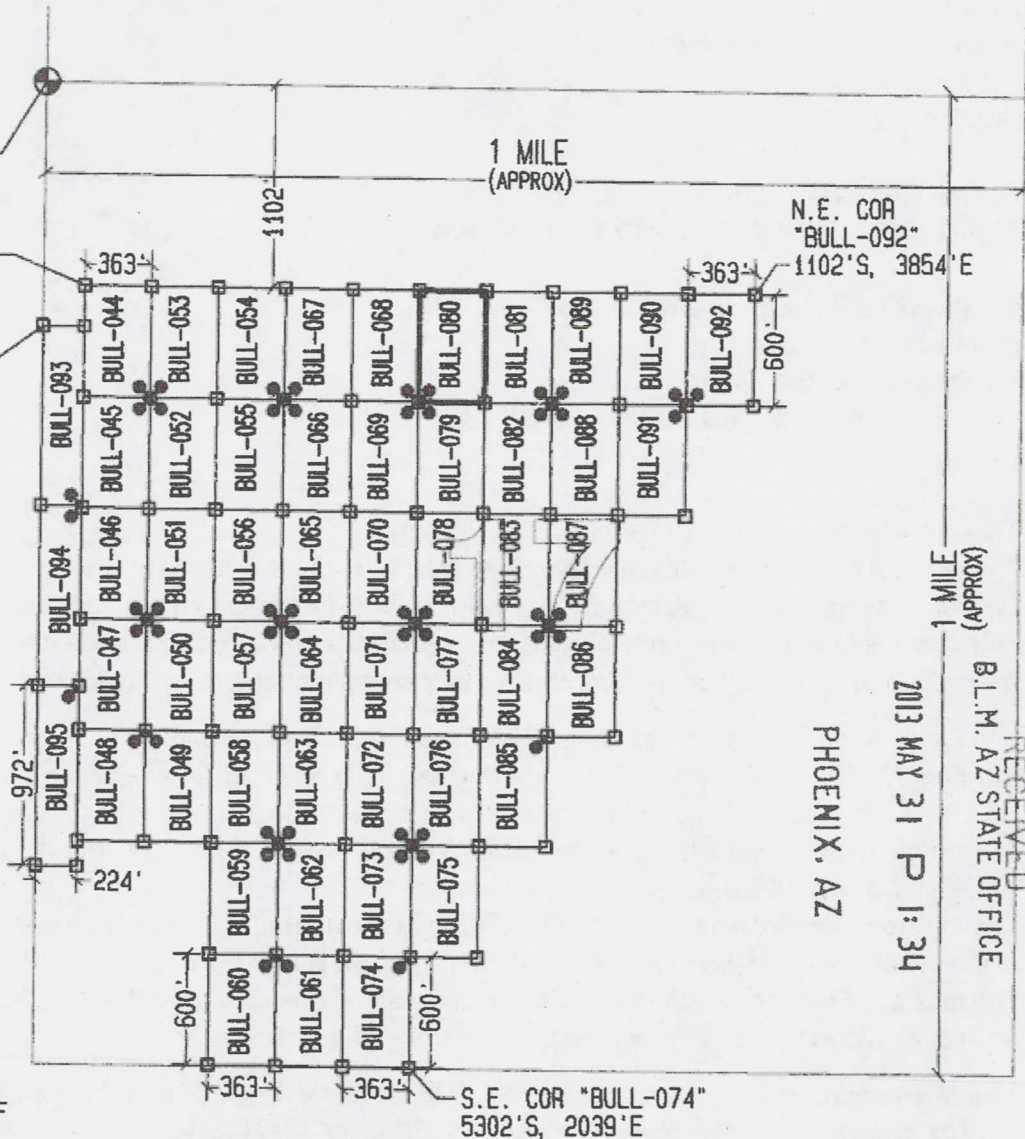 1 MILE
(APPROX)
1102'
N.E. COR
"BULL-092"
1102'S, 3854'E
363'
363'
600'
BULL-044
BULL-053
BULL-054
BULL-067
BULL-068
BULL-080
BULL-081
BULL-089
BULL-090
BULL-092
BULL-093
BULL-045
BULL-052
BULL-055
BULL-066
BULL-069
BULL-079
BULL-082
BULL-088
BULL-091
BULL-094
BULL-046
BULL-051
BULL-056
BULL-065
BULL-070
BULL-078
BULL-083
BULL-087
17
BULL-047
BULL-050
BULL-057
BULL-064
BULL-071
BULL-077
BULL-084
BULL-086
BULL-095
BULL-048
BULL-049
BULL-058
BULL-063
BULL-072
BULL-076
BULL-085
972'
224'
BULL-059
BULL-062
BULL-073
BULL-075
600'
BULL-060
BULL-061
BULL-074
600'
363'
363'
S.E. COR "BULL-074"
5302'S, 2039'E
1 MILE
(APPROX)
RECEIVED
B.L.M. AZ STATE OFFICE
2013 MAY 31 P 1:34
PHOENIX, AZ